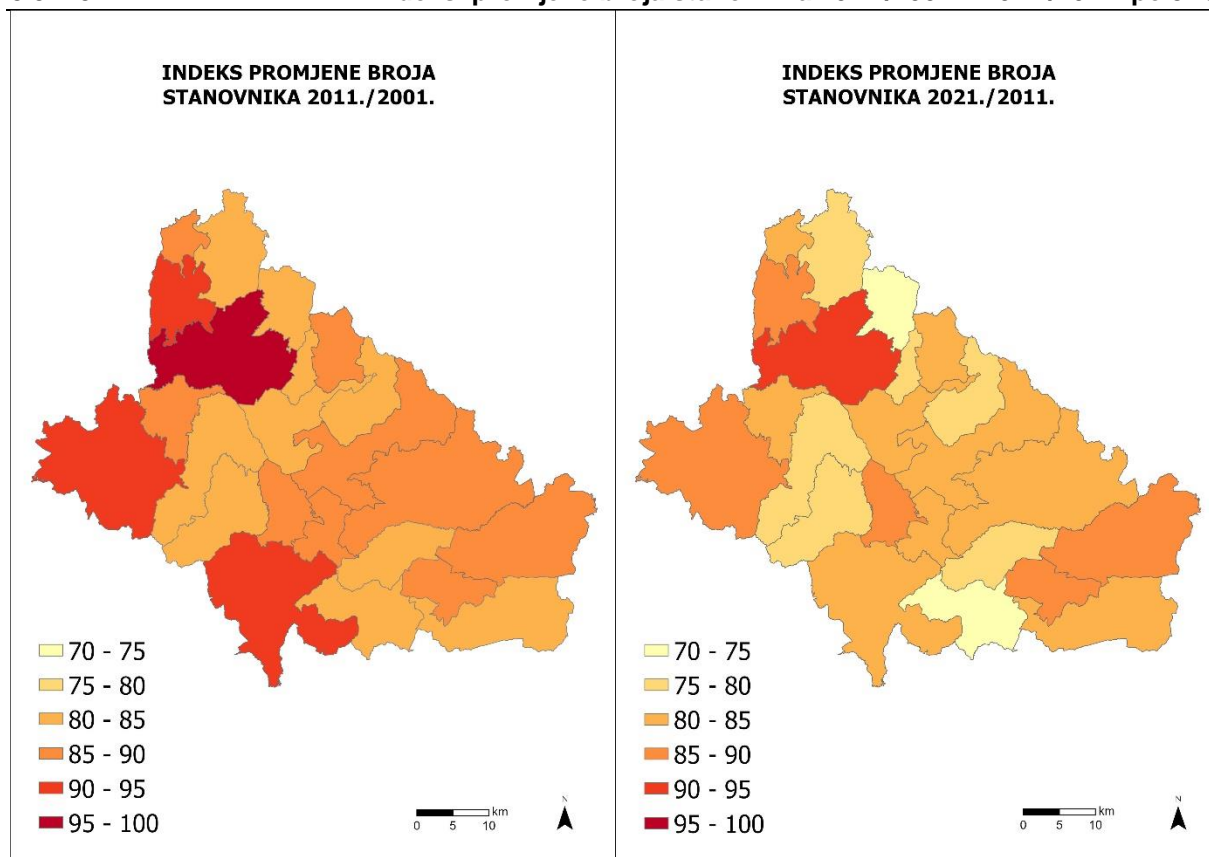 INDEKS PROMJENE BROJA
STANOVNIKA 2011./2001.
70 - 75
75 - 80
80 - 85
85 - 90
90 - 95
95 - 100
km
0 5 10
N
INDEKS PROMJENE BROJA
STANOVNIKA 2021./2011.
70 - 75
75 - 80
80 - 85
85 - 90
90 - 95
95 - 100
km
0 5 10
N